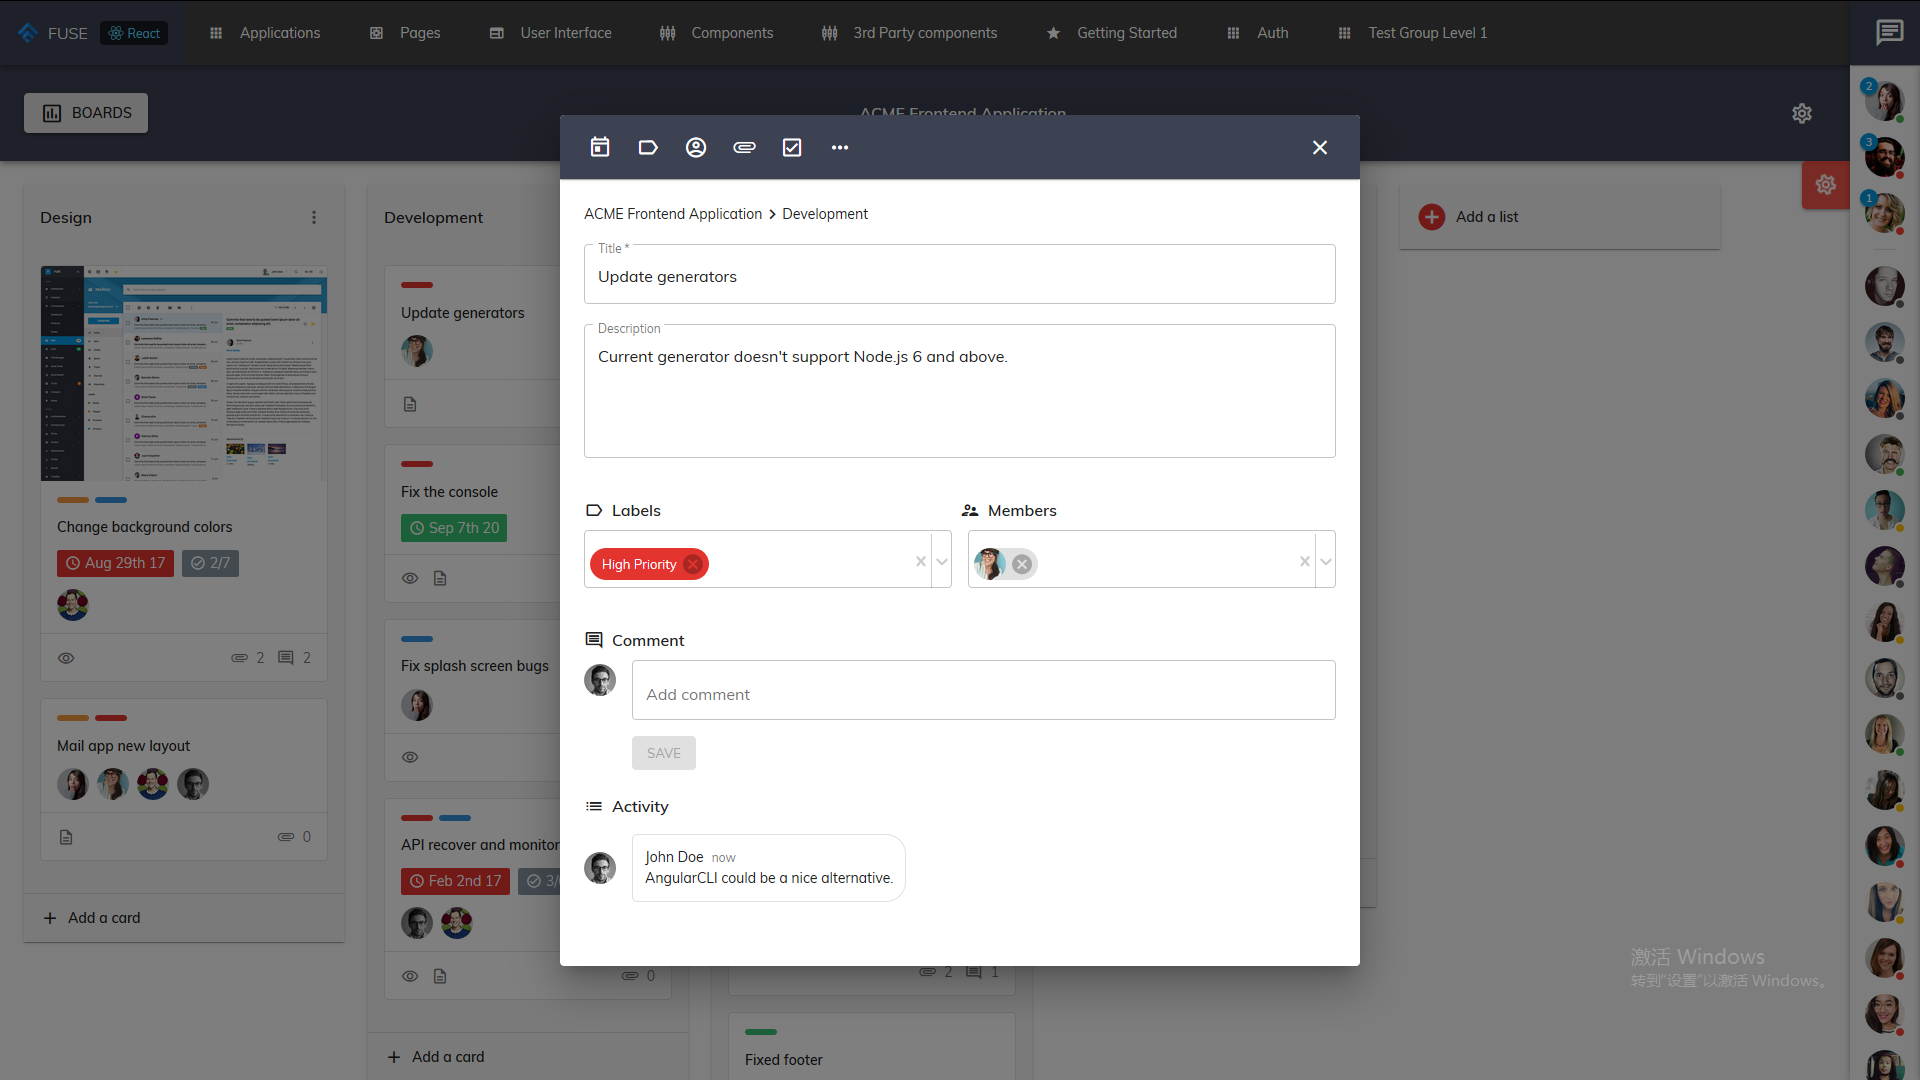 FUSE React Applications Pages User Interface Components 3rd Party components Getting Started Auth Test Group Level 1
BOARDS
ACME Frontend Application
2
3
1
Design
Change background colors
Aug 29th 17 2/7
2 2
Mail app new layout
0
Add a card
Development
Update generators
Fix the console
Sep 7th 20
Fix splash screen bugs
API recover and monitor
Feb 2nd 17 3/
0
Add a card
2 1
Fixed footer
Add a list
ACME Frontend Application Development
Title *
Update generators
Description
Current generator doesn't support Node.js 6 and above.
Labels
High Priority
Members
Comment
Add comment
SAVE
Activity
John Doe now
AngularCLI could be a nice alternative.
激活 Windows
转到“设置”以激活 Windows。